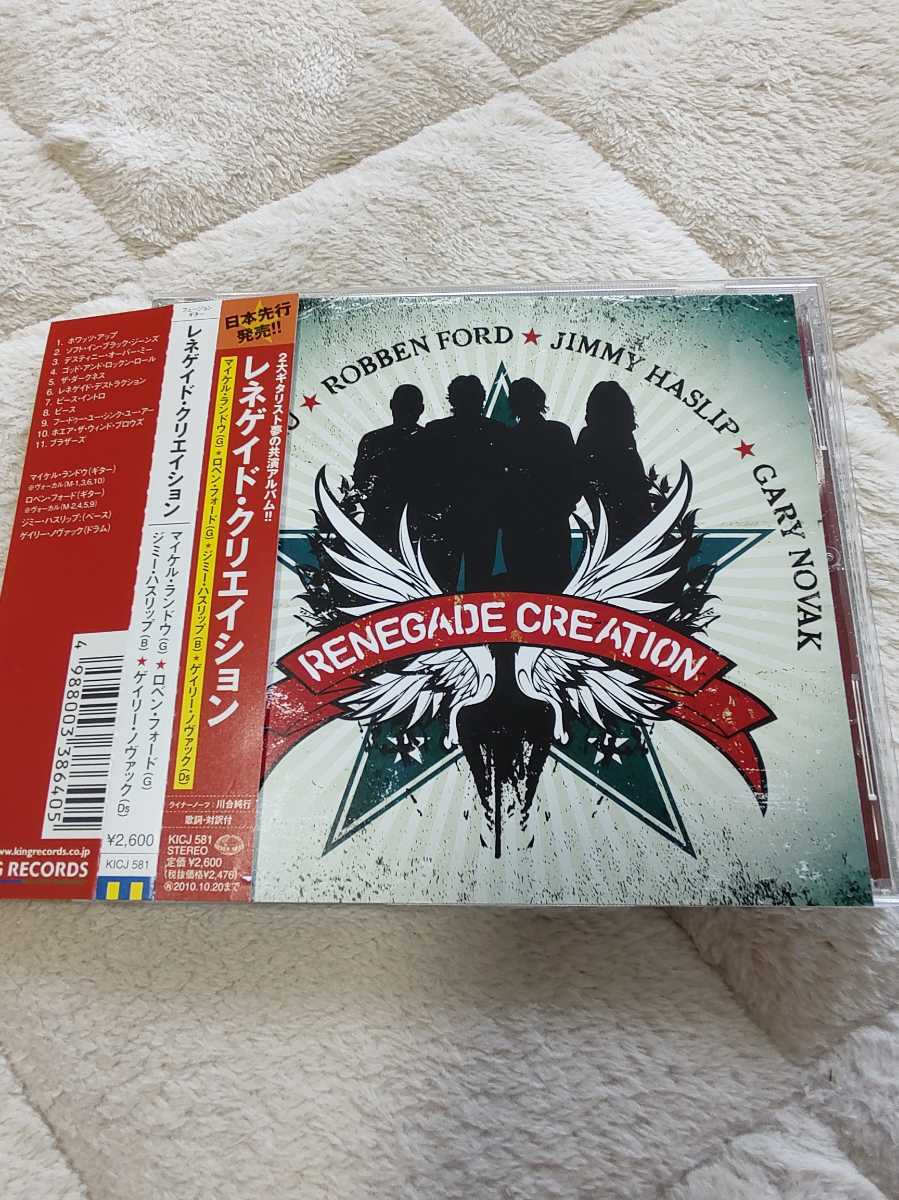 1. ホワッツ・アップ
2. ソフト・イン・ブラック・ジーンズ
3. デスティニー・オーバー・ミー
4. ゴッド・アンド・ロックン・ロール
5. ザ・ダークネス
6. レネゲイド・デストラクション
7. ピース・イントロ
8. ピース
9. フー・ドゥー・ユー・シンク・ユー・アー
10. ホエア・ザ・ウィンド・ブロウズ
11. ブラザーズ
マイケル・ランドウ(ギター)
※ヴォーカル(M-1,3,6,10)
ロベン・フォード(ギター)
※ヴォーカル(M-2,4,5,9)
ジミー・ハスリップ:(ベース)
ゲイリー・ノヴァック(ドラム)
4 988003 386405
www.kingrecords.co.jp
G RECORDS
フュージョン
ギター
レネゲイド・クリエイション
マイケル・ランドウ(G)★ロベン・フォード(G)
ジミー・ハスリップ(B)★ゲイリー・ノヴァック(Ds)
¥2,600
KICJ 581
日本先行
発売!!
2大ギタリスト夢の共演アルバム!!
レネゲイド・クリエイション
マイケル・ランドウ(G)★ロベン・フォード(G)★ジミー・ハスリップ(B)★ゲイリー・ノヴァック(Ds)
ライナーノーツ:川合純行
歌詞・対訳付
KICJ 581
STEREO
定価 ¥2,600
(税抜価格¥2,476)
Ⓡ2010.10.20まで
★ ROBBEN FORD ★ JIMMY HASLIP ★ GARY NOVAK
RENEGADE CREATION